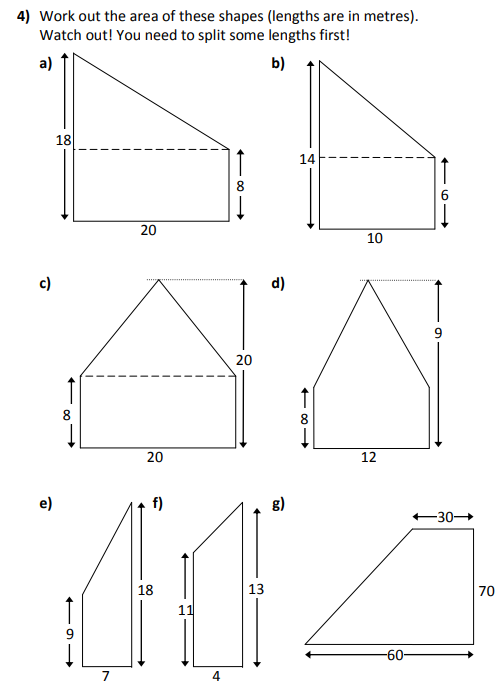 4) Work out the area of these shapes (lengths are in metres).
Watch out! You need to split some lengths first!
a)
18
8
20
b)
14
6
10
c)
20
8
20
d)
9
8
12
e)
18
9
7
f)
13
11
4
g)
30
70
60